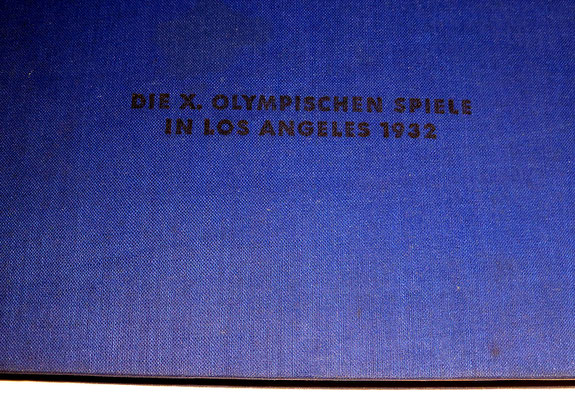 DIE X. OLYMPISCHEN SPIELE
IN LOS ANGELES 1932